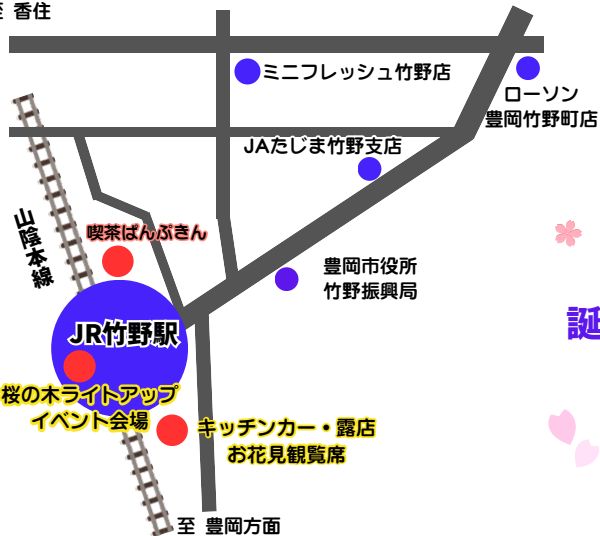 至 香住
ミニフレッシュ竹野店
ローソン
豊岡竹野町店
JAたじま竹野支店
山陰本線
喫茶ぱんぷきん
豊岡市役所
竹野振興局
誕
JR竹野駅
桜の木ライトアップ
イベント会場
キッチンカー・露店
お花見観覧席
至 豊岡方面